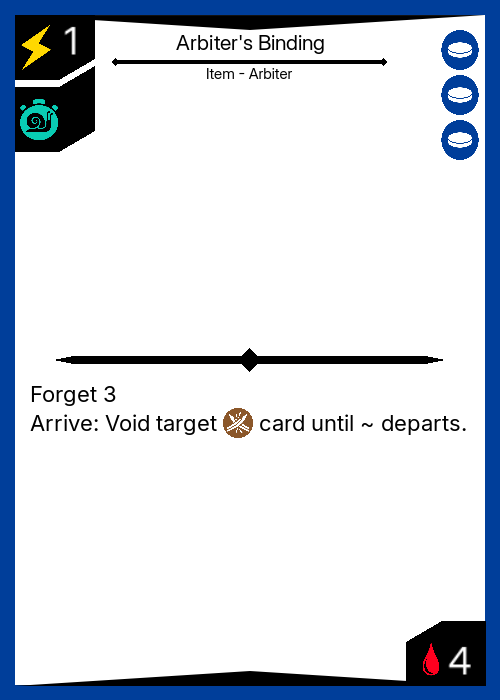 1
Arbiter's Binding
Item - Arbiter
Forget 3
Arrive: Void target card until ~ departs.
4